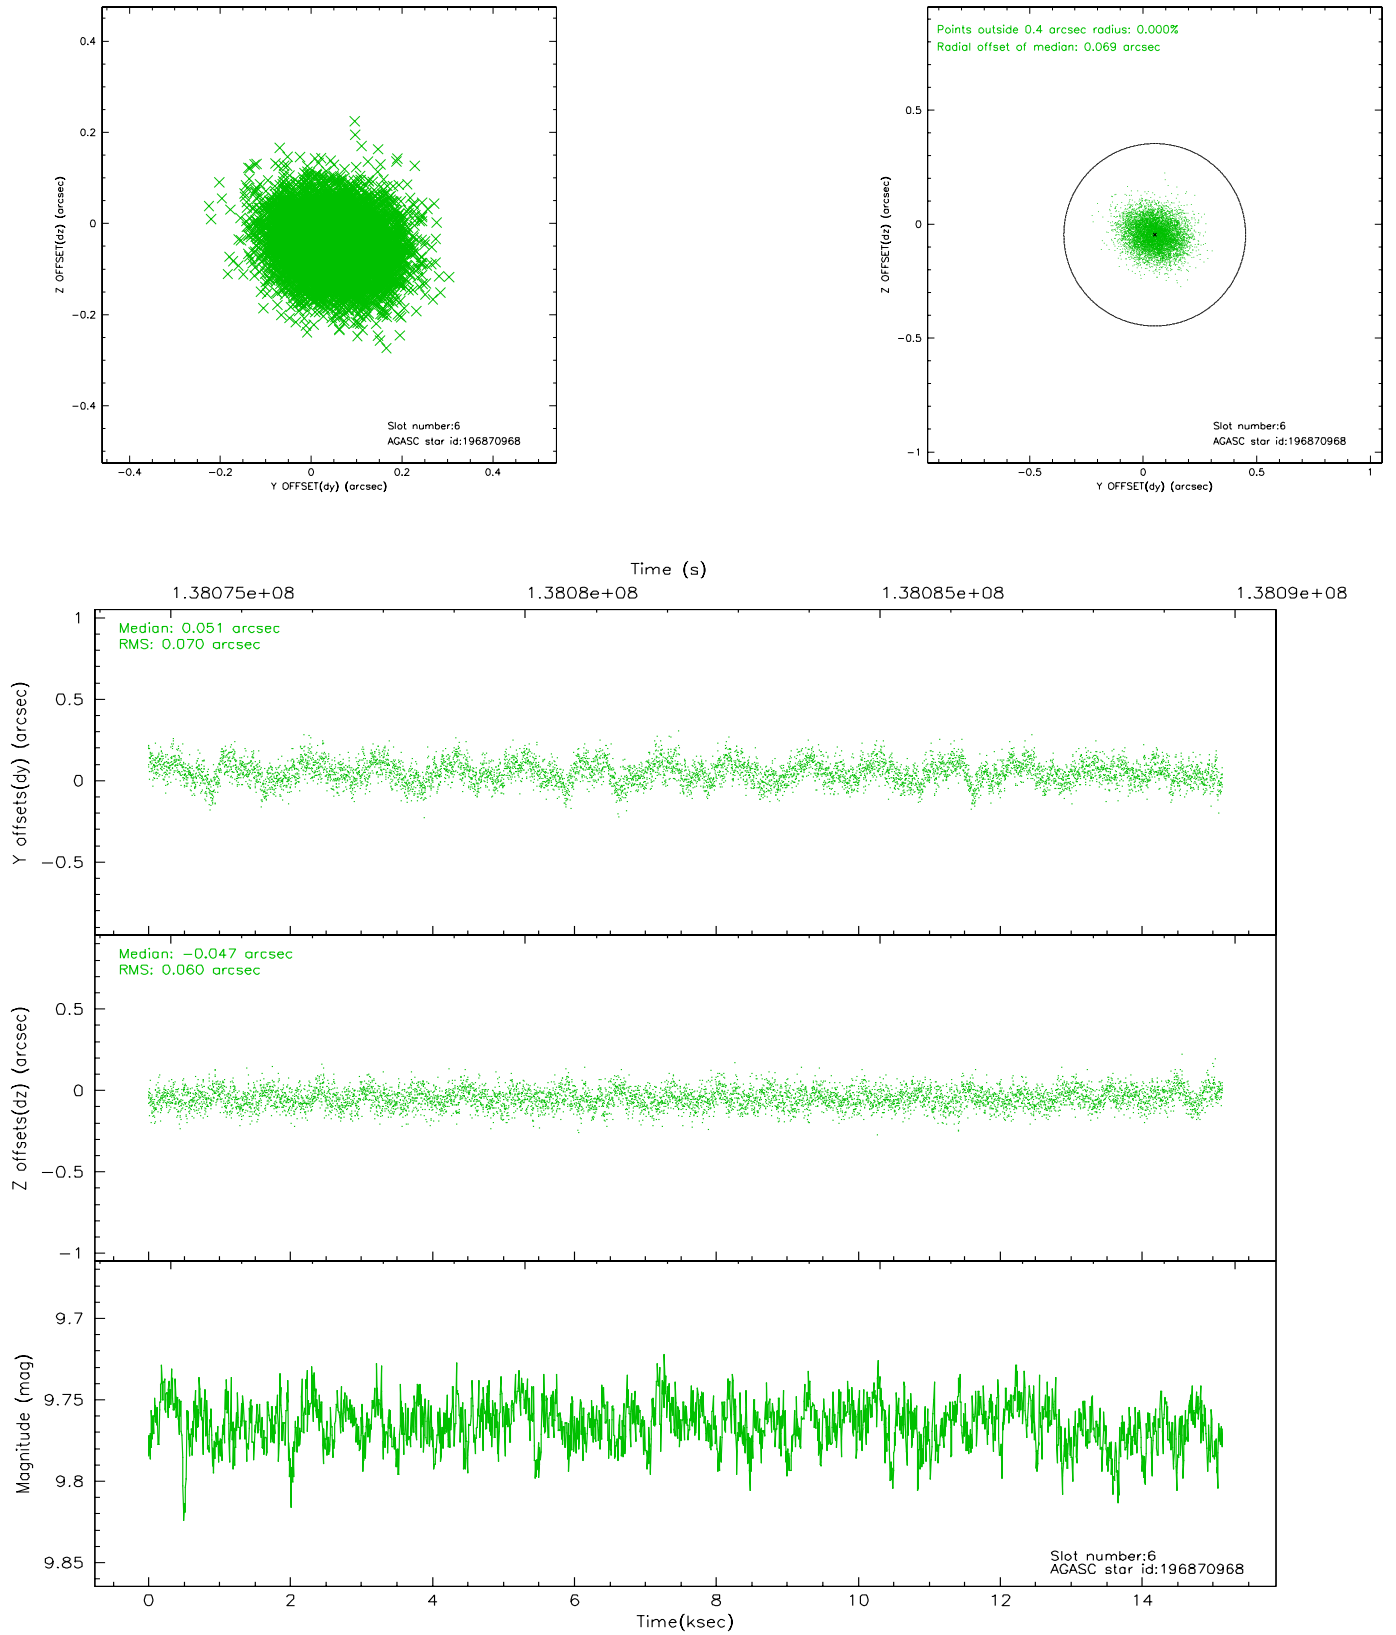 0.4
0.2
0
−0.2
−0.4
Z OFFSET(dz) (arcsec)
Slot number:6
AGASC star id:196870968
−0.4 −0.2 0 0.2 0.4
Y OFFSET(dy) (arcsec)
Points outside 0.4 arcsec radius: 0.000%
Radial offset of median: 0.069 arcsec
0.5
0
−0.5
−1
Z OFFSET(dz) (arcsec)
Slot number:6
AGASC star id:196870968
−0.5 0 0.5 1
Y OFFSET(dy) (arcsec)
Time (s)
1.38075e+08 1.3808e+08 1.38085e+08 1.3809e+08
Median: 0.051 arcsec
RMS: 0.070 arcsec
1
0.5
0
−0.5
Y offsets(dy) (arcsec)
Median: −0.047 arcsec
RMS: 0.060 arcsec
0.5
0
−0.5
−1
Z offsets(dz) (arcsec)
9.7
9.75
9.8
9.85
Magnitude (mag)
Slot number:6
AGASC star id:196870968
0 2 4 6 8 10 12 14
Time(ksec)